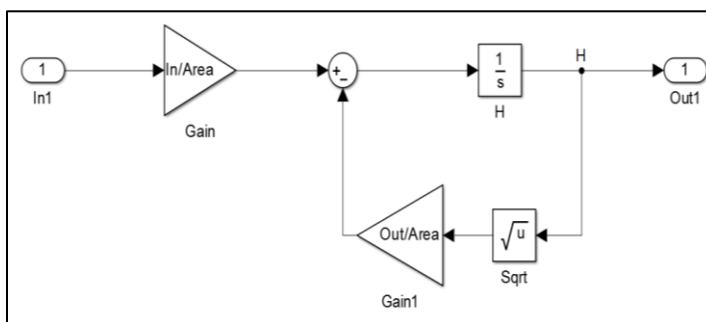 1
In1
In/Area
Gain
+
-
1
s
H
H
1
Out1
Out/Area
Gain1
√u
Sqrt